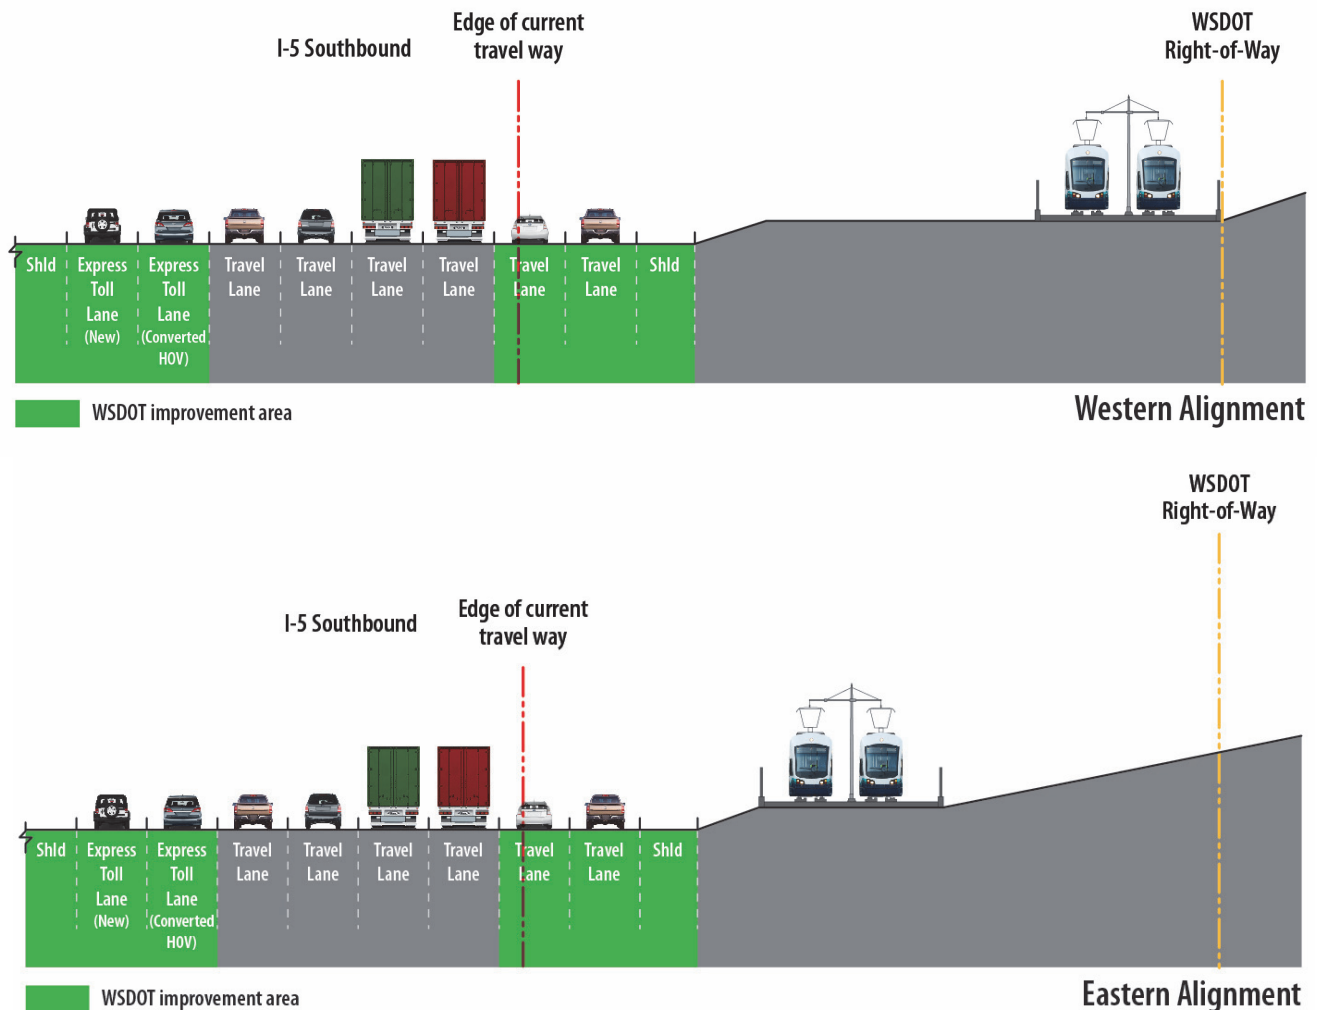 I-5 Southbound
Edge of current
travel way
WSDOT
Right-of-Way
Shld
Express
Toll
Lane
(New)
Express
Toll
Lane
(Converted
HOV)
Travel
Lane
Travel
Lane
Travel
Lane
Travel
Lane
Travel
Lane
Travel
Lane
Shld
WSDOT improvement area
Western Alignment
WSDOT
Right-of-Way
I-5 Southbound
Edge of current
travel way
Shld
Express
Toll
Lane
(New)
Express
Toll
Lane
(Converted
HOV)
Travel
Lane
Travel
Lane
Travel
Lane
Travel
Lane
Travel
Lane
Travel
Lane
Shld
WSDOT improvement area
Eastern Alignment